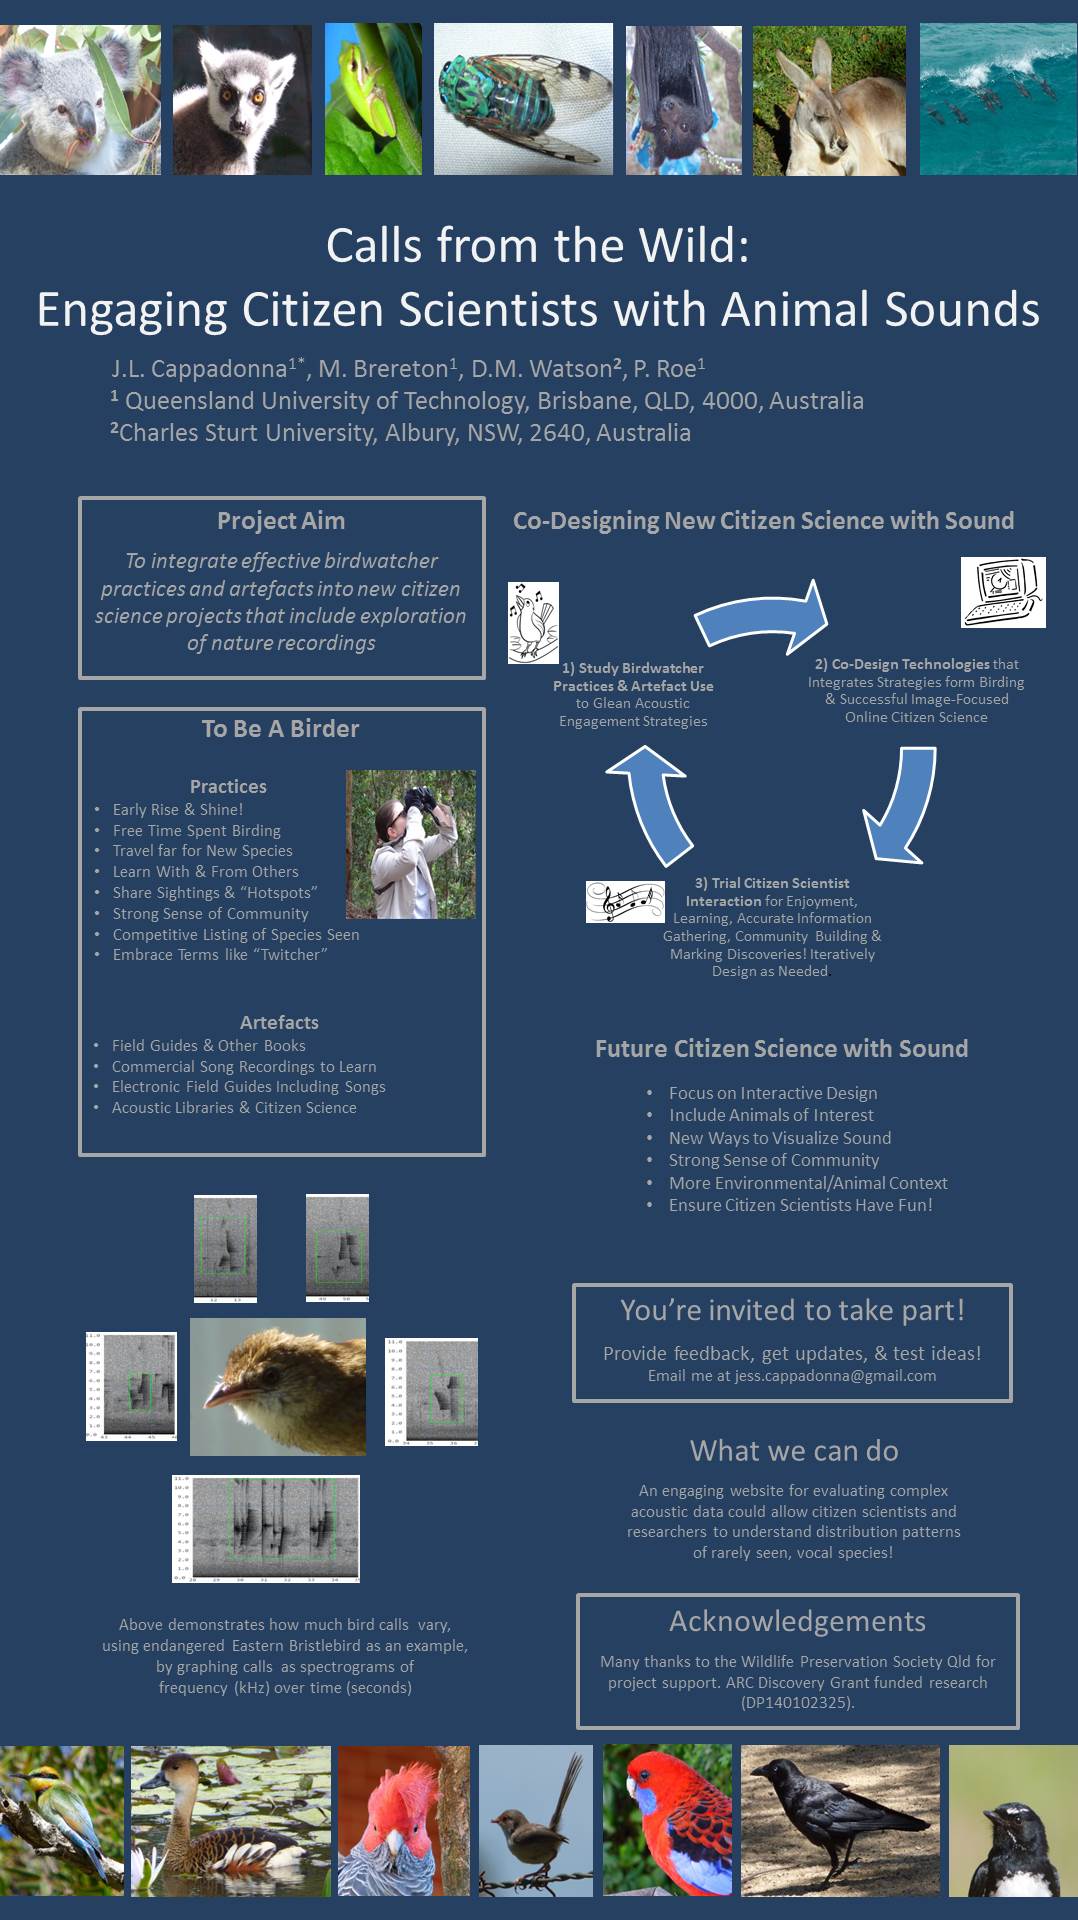 Calls from the Wild:
Engaging Citizen Scientists with Animal Sounds
J.L. Cappadonna1*, M. Brereton1, D.M. Watson2, P. Roe1
1 Queensland University of Technology, Brisbane, QLD, 4000, Australia
2Charles Sturt University, Albury, NSW, 2640, Australia
Project Aim
To integrate effective birdwatcher
practices and artefacts into new citizen
science projects that include exploration
of nature recordings
To Be A Birder
Practices
• Early Rise & Shine!
• Free Time Spent Birding
• Travel far for New Species
• Learn With & From Others
• Share Sightings & “Hotspots”
• Strong Sense of Community
• Competitive Listing of Species Seen
• Embrace Terms like “Twitcher”
Artefacts
• Field Guides & Other Books
• Commercial Song Recordings to Learn
• Electronic Field Guides Including Songs
• Acoustic Libraries & Citizen Science
Above demonstrates how much bird calls vary,
using endangered Eastern Bristlebird as an example,
by graphing calls as spectrograms of
frequency (kHz) over time (seconds)
Co-Designing New Citizen Science with Sound
1) Study Birdwatcher
Practices & Artefact Use
to Glean Acoustic
Engagement Strategies
2) Co-Design Technologies that
Integrates Strategies form Birding
& Successful Image-Focused
Online Citizen Science
3) Trial Citizen Scientist
Interaction for Enjoyment,
Learning, Accurate Information
Gathering, Community Building &
Marking Discoveries! Iteratively
Design as Needed.
Future Citizen Science with Sound
• Focus on Interactive Design
• Include Animals of Interest
• New Ways to Visualize Sound
• Strong Sense of Community
• More Environmental/Animal Context
• Ensure Citizen Scientists Have Fun!
You’re invited to take part!
Provide feedback, get updates, & test ideas!
Email me at jess.cappadonna@gmail.com
What we can do
An engaging website for evaluating complex
acoustic data could allow citizen scientists and
researchers to understand distribution patterns
of rarely seen, vocal species!
Acknowledgements
Many thanks to the Wildlife Preservation Society Qld for
project support. ARC Discovery Grant funded research
(DP140102325).